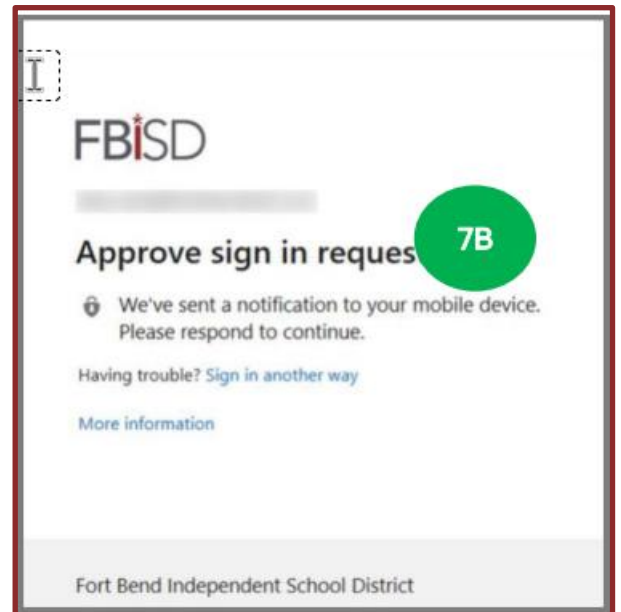 FBiSD
Approve sign in reques
7B
We've sent a notification to your mobile device.
Please respond to continue.
Having trouble? Sign in another way
More information
Fort Bend Independent School District